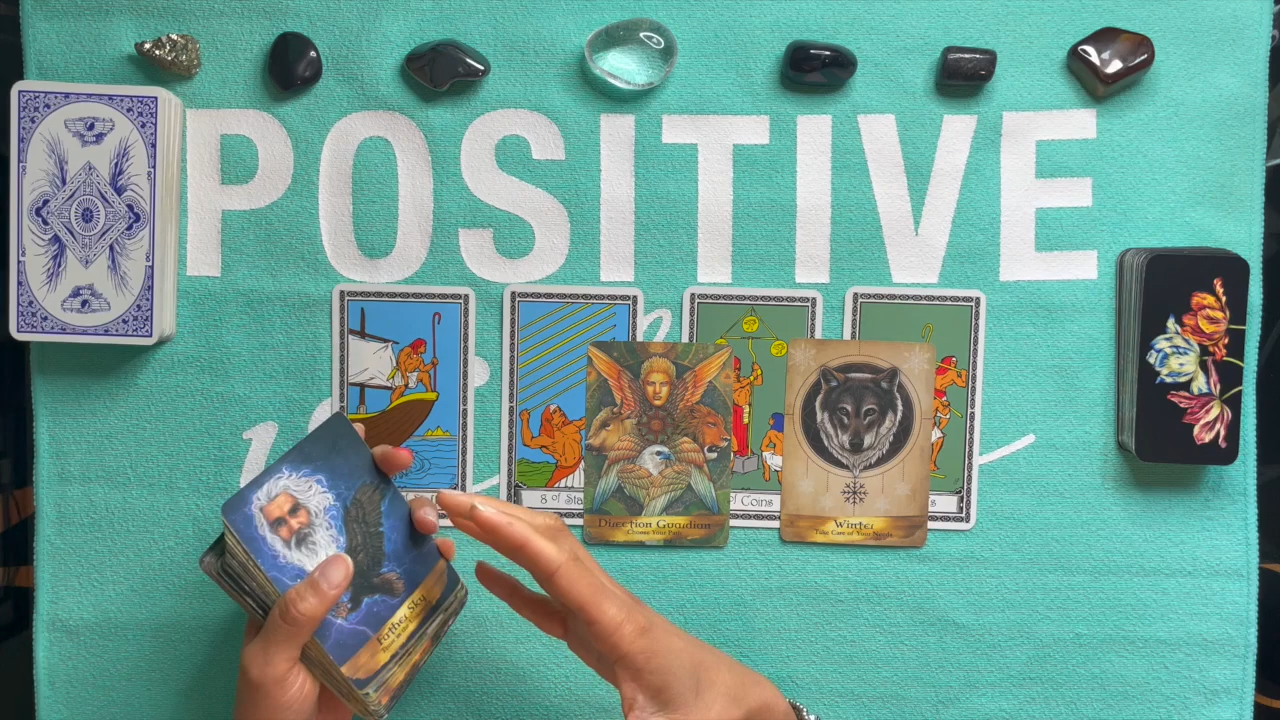 POSITIVE
8 of Sta
of Coins
s
Direction Guardian
Choose Your Path
Winter
Take Care of Your Needs
Father Sky